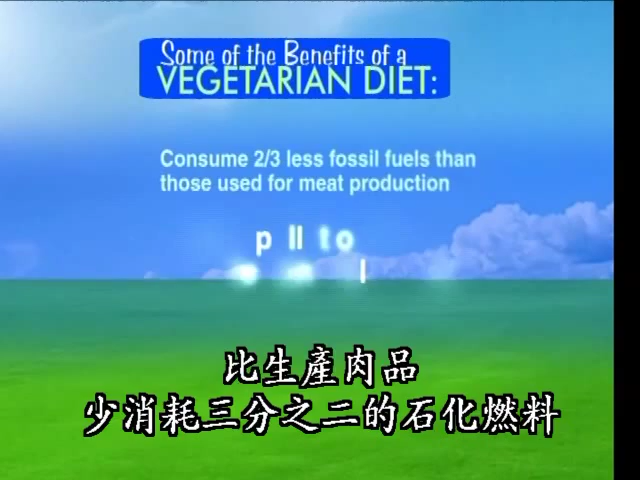 Some of the Benefits of a
VEGETARIAN DIET:
Consume 2/3 less fossil fuels than
those used for meat production
比生產肉品
少消耗三分之二的石化燃料